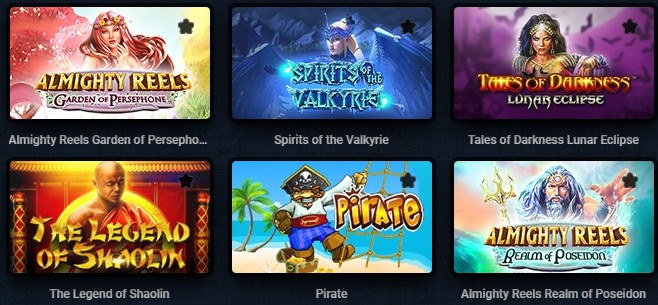 ALMIGHTY REELS
GARDEN OF PERSEPHONE
SPIRITS OF THE
VALKYRIE
TALES OF DARKNESS™
LUNAR ECLIPSE
Almighty Reels Garden of Persepho...
Spirits of the Valkyrie
Tales of Darkness Lunar Eclipse
THE LEGEND
OF SHAOLIN
PIRATE
ALMIGHTY REELS
REALM OF POSEIDON
The Legend of Shaolin
Pirate
Almighty Reels Realm of Poseidon